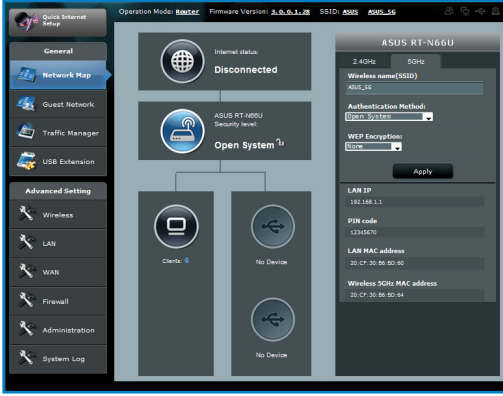 Quick Internet
Setup
Operation Mode: Router Firmware Version: 3.0.0.1.28 SSID: ASUS ASUS_5G
General
Network Map
Guest Network
Traffic Manager
USB Extension
Advanced Setting
Wireless
LAN
WAN
Firewall
Administration
System Log
Internet status:
Disconnected
ASUS RT-N66U
Security level:
Open System
Clients: 6
No Device
No Device
ASUS RT-N66U
2.4GHz 5GHz
Wireless name(SSID)
ASUS_5G
Authentication Method:
Open System
WEP Encryption:
None
Apply
LAN IP
192.168.1.1
PIN code
12345670
LAN MAC address
20:CF:30:B6:BD:60
Wireless 5GHz MAC address
20:CF:30:B6:BD:64